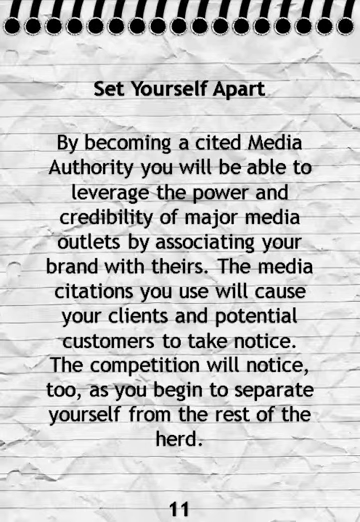 Set Yourself Apart
By becoming a cited Media
Authority you will be able to
leverage the power and
credibility of major media
outlets by associating your
brand with theirs. The media
citations you use will cause
your clients and potential
customers to take notice.
The competition will notice,
too, as you begin to separate
yourself from the rest of the
herd.
11